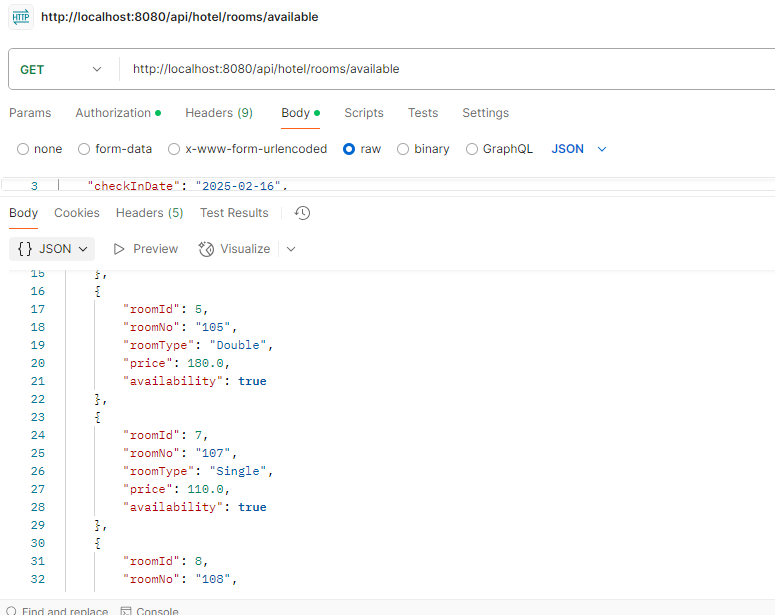 HTTP http://localhost:8080/api/hotel/rooms/available
GET http://localhost:8080/api/hotel/rooms/available
Params Authorization Headers (9) Body Scripts Tests Settings
none form-data x-www-form-urlencoded raw binary GraphQL JSON
3 "checkInDate": "2025-02-16",
Body Cookies Headers (5) Test Results
{} JSON Preview Visualize
15 },
16 {
17 "roomId": 5,
18 "roomNo": "105",
19 "roomType": "Double",
20 "price": 180.0,
21 "availability": true
22 },
23 {
24 "roomId": 7,
25 "roomNo": "107",
26 "roomType": "Single",
27 "price": 110.0,
28 "availability": true
29 },
30 {
31 "roomId": 8,
32 "roomNo": "108",
Find and replace Console